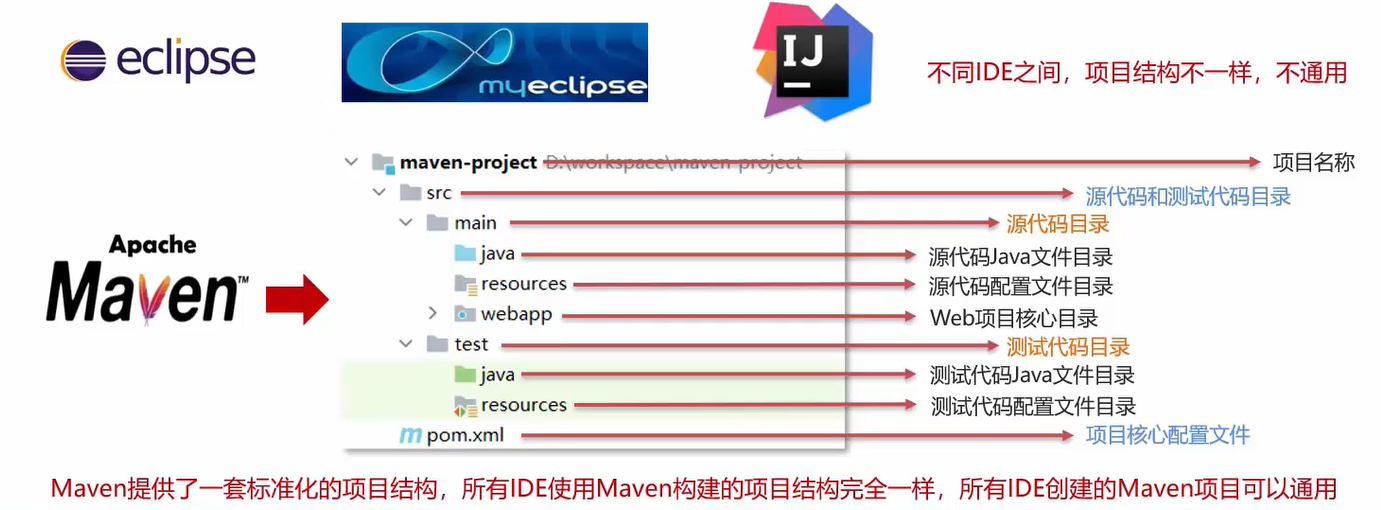 eclipse
myeclipse
IJ
不同IDE之间，项目结构不一样，不通用
maven-project D:\workspace\maven-project
项目名称
src
源代码和测试代码目录
main
源代码目录
java
源代码Java文件目录
resources
源代码配置文件目录
webapp
Web项目核心目录
test
测试代码目录
java
测试代码Java文件目录
resources
测试代码配置文件目录
m pom.xml
项目核心配置文件
Apache
Maven™
Maven提供了一套标准化的项目结构，所有IDE使用Maven构建的项目结构完全一样，所有IDE创建的Maven项目可以通用